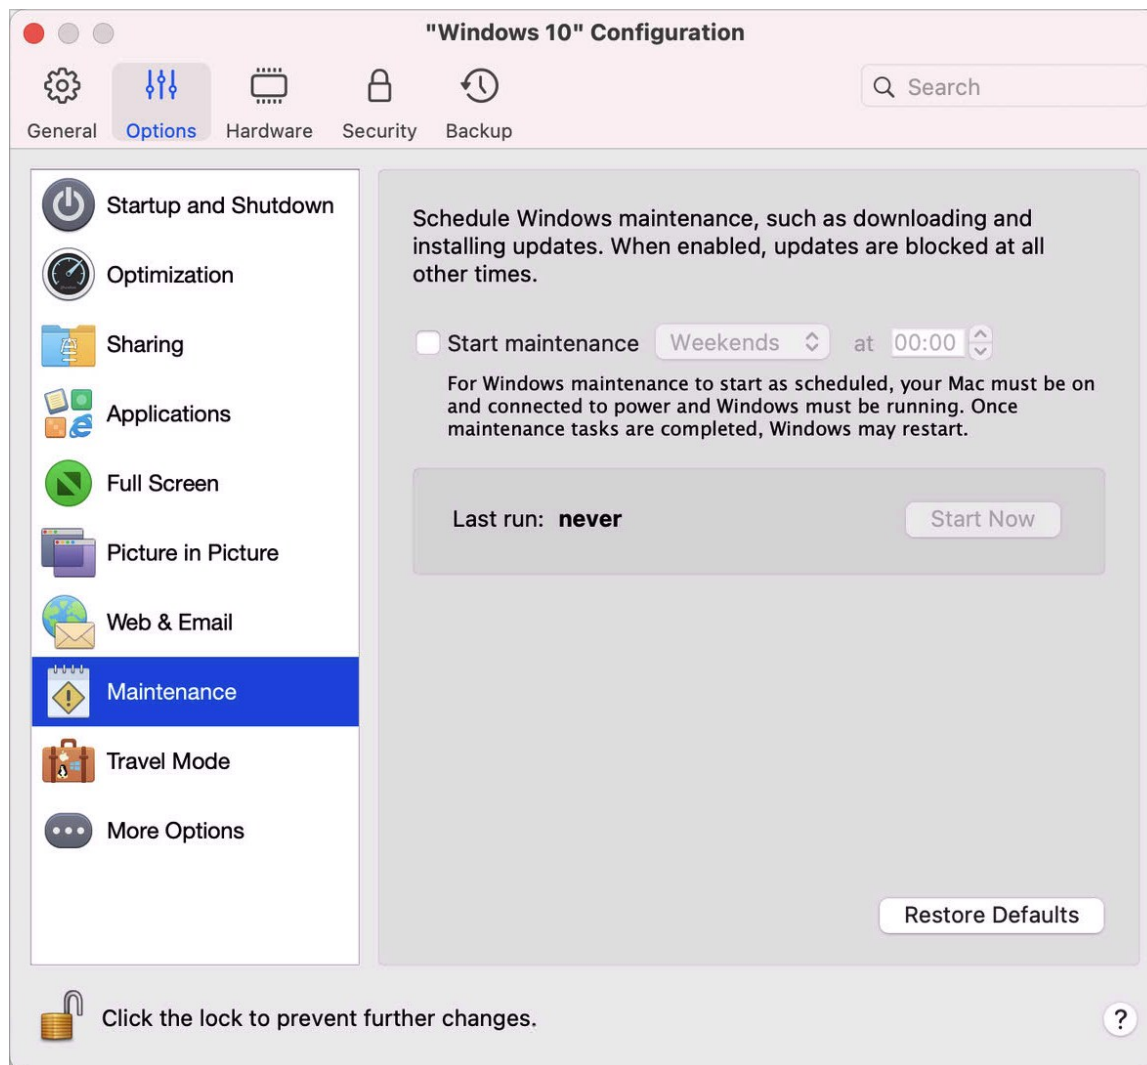 "Windows 10" Configuration
General
Options
Hardware
Security
Backup
Search
Startup and Shutdown
Optimization
Sharing
Applications
Full Screen
Picture in Picture
Web & Email
Maintenance
Travel Mode
More Options
Schedule Windows maintenance, such as downloading and
installing updates. When enabled, updates are blocked at all
other times.
Start maintenance Weekends at 00:00
For Windows maintenance to start as scheduled, your Mac must be on
and connected to power and Windows must be running. Once
maintenance tasks are completed, Windows may restart.
Last run: never Start Now
Restore Defaults
Click the lock to prevent further changes.
?